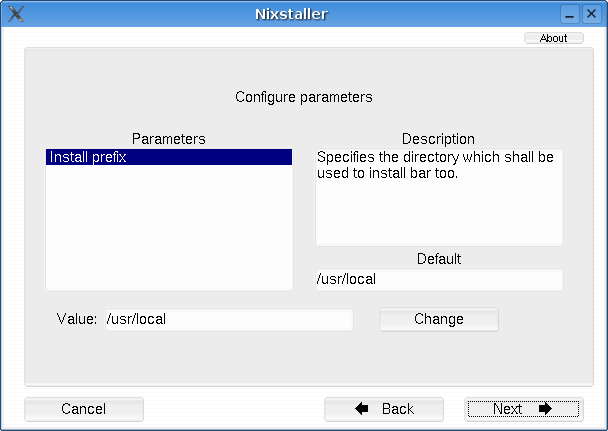 Nixstaller
About
Configure parameters
Parameters
Description
Install prefix
Specifies the directory which shall be
used to install bar too.
Default
/usr/local
Value: /usr/local
Change
Cancel
Back
Next